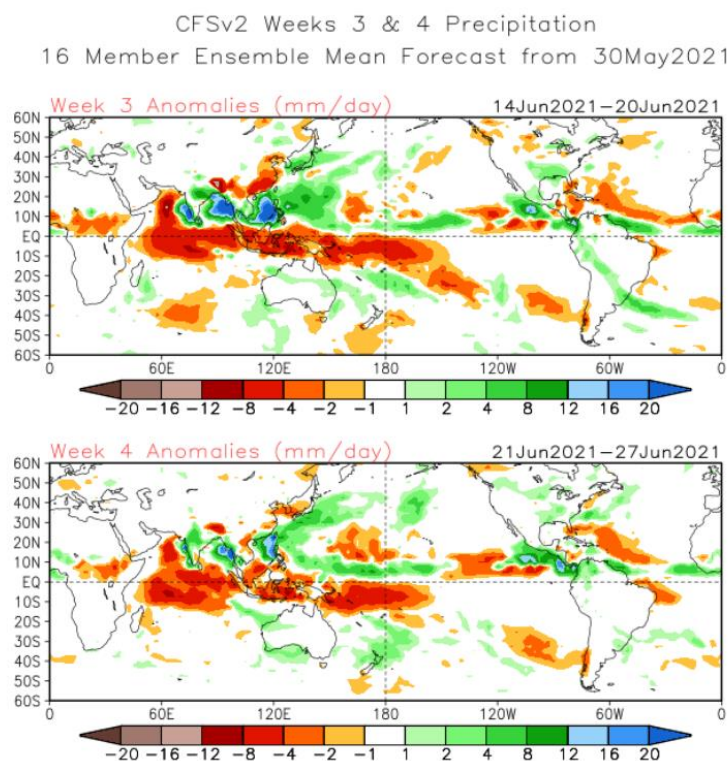 CFSv2 Weeks 3 & 4 Precipitation
16 Member Ensemble Mean Forecast from 30May2021
Week 3 Anomalies (mm/day) 14Jun2021-20Jun2021
60N
50N
40N
30N
20N
10N
EQ
10S
20S
30S
40S
50S
60S
0 60E 120E 180 120W 60W 0
-20 -16 -12 -8 -4 -2 -1 1 2 4 8 12 16 20
Week 4 Anomalies (mm/day) 21Jun2021-27Jun2021
60N
50N
40N
30N
20N
10N
EQ
10S
20S
30S
40S
50S
60S
0 60E 120E 180 120W 60W 0
-20 -16 -12 -8 -4 -2 -1 1 2 4 8 12 16 20